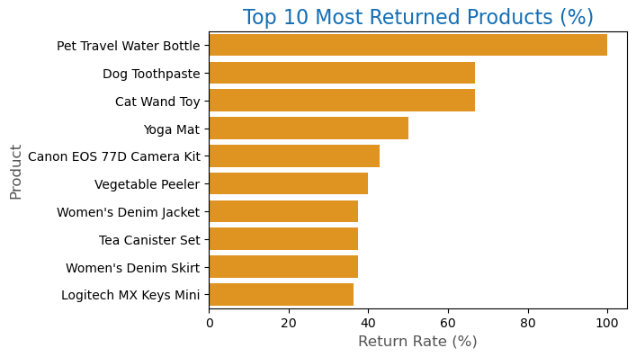 Top 10 Most Returned Products (%)
Product
Pet Travel Water Bottle
Dog Toothpaste
Cat Wand Toy
Yoga Mat
Canon EOS 77D Camera Kit
Vegetable Peeler
Women's Denim Jacket
Tea Canister Set
Women's Denim Skirt
Logitech MX Keys Mini
0 20 40 60 80 100
Return Rate (%)